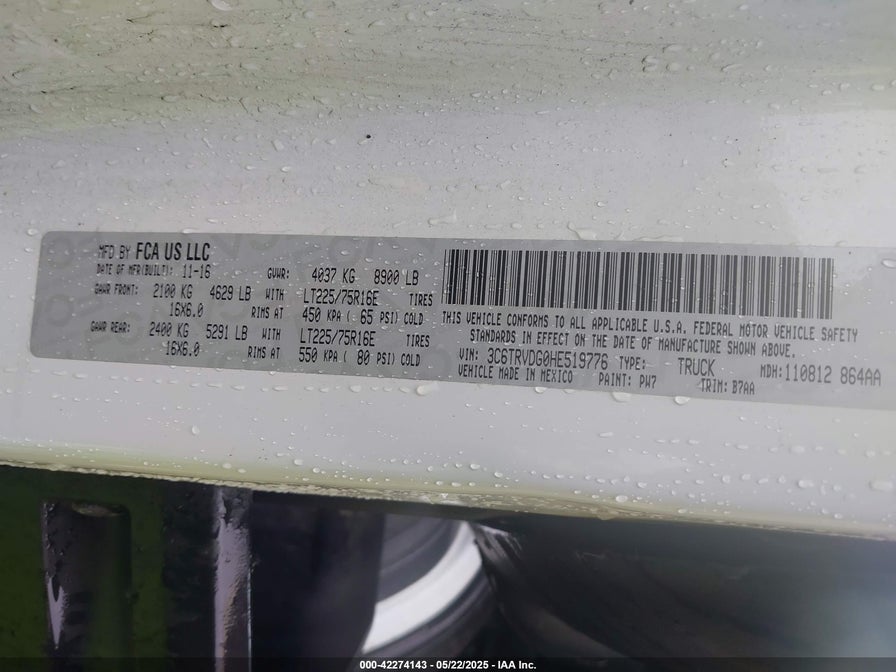 MFD BY FCA US LLC
DATE OF MFR(BUILT): 11-16 GVWR: 4037 KG 8900 LB
GAWR FRONT: 2100 KG 4629 LB WITH LT225/75R16E TIRES
16X6.0 RIMS AT 450 KPA ( 65 PSI) COLD
GAWR REAR: 2400 KG 5291 LB WITH LT225/75R16E TIRES
16X6.0 RIMS AT 550 KPA ( 80 PSI) COLD
THIS VEHICLE CONFORMS TO ALL APPLICABLE U.S.A. FEDERAL MOTOR VEHICLE SAFETY
STANDARDS IN EFFECT ON THE DATE OF MANUFACTURE SHOWN ABOVE.
VIN: 3C6TRVDG0HE519776 TYPE: TRUCK MDH: 110812 864AA
VEHICLE MADE IN MEXICO PAINT: PW7 TRIM: B7AA
000-42274143 - 05/22/2025 - IAA Inc.